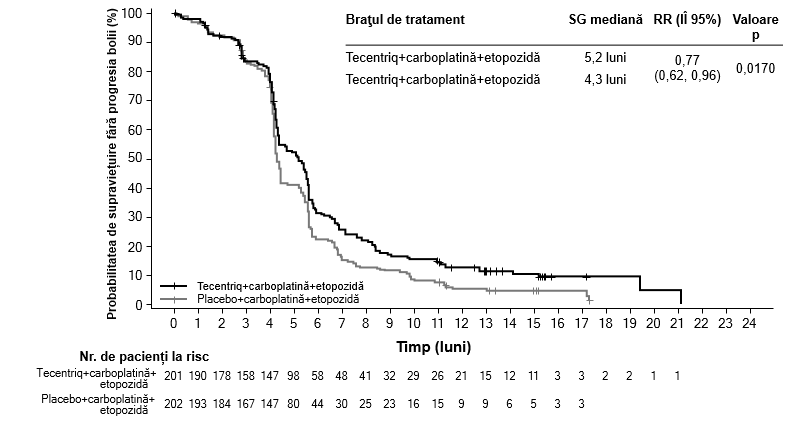 Probabilitatea de supraviețuire fără progresia bolii (%)
100
90
80
70
60
50
40
30
20
10
0
Braţul de tratament SG mediană RR (IÎ 95%) Valoare
p
Tecentriq+carboplatină+etopozidă 5,2 luni 0,77
(0,62, 0,96) 0,0170
Tecentriq+carboplatină+etopozidă 4,3 luni
Tecentriq+carboplatină+etopozidă
Placebo+carboplatină+etopozidă
0 1 2 3 4 5 6 7 8 9 10 11 12 13 14 15 16 17 18 19 20 21 22 23 24
Timp (luni)
Nr. de pacienți la risc
Tecentriq+carboplatină+
etopozidă
201 190 178 158 147 98 58 48 41 32 29 26 21 15 12 11 3 3 2 2 1 1
Placebo+carboplatină+
etopozidă
202 193 184 167 147 80 44 30 25 23 16 15 9 9 6 5 3 3